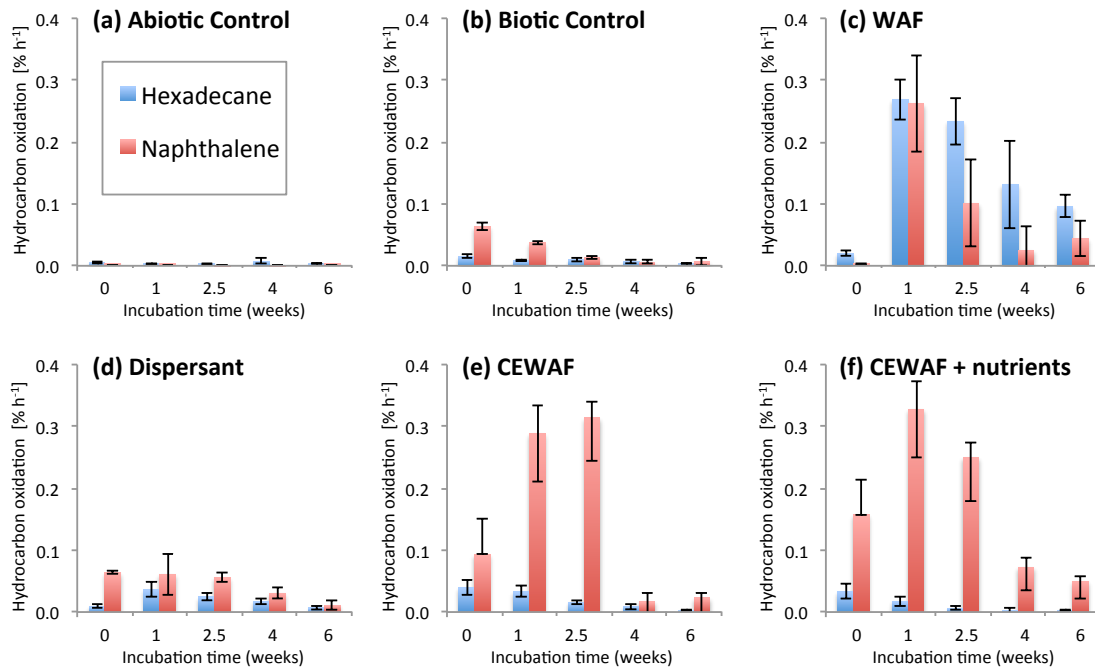 (a) Abiotic Control
Hydrocarbon oxidation [% h-1]
0.4
0.3
0.2
0.1
0.0
Hexadecane
Naphthalene
0 1 2.5 4 6
Incubation time (weeks)
(b) Biotic Control
Hydrocarbon oxidation [% h-1]
0.4
0.3
0.2
0.1
0.0
0 1 2.5 4 6
Incubation time (weeks)
(c) WAF
Hydrocarbon oxidation [% h-1]
0.4
0.3
0.2
0.1
0.0
0 1 2.5 4 6
Incubation time (weeks)
(d) Dispersant
Hydrocarbon oxidation [% h-1]
0.4
0.3
0.2
0.1
0.0
0 1 2.5 4 6
Incubation time (weeks)
(e) CEWAF
Hydrocarbon oxidation [% h-1]
0.4
0.3
0.2
0.1
0.0
0 1 2.5 4 6
Incubation time (weeks)
(f) CEWAF + nutrients
Hydrocarbon oxidation [% h-1]
0.4
0.3
0.2
0.1
0.0
0 1 2.5 4 6
Incubation time (weeks)